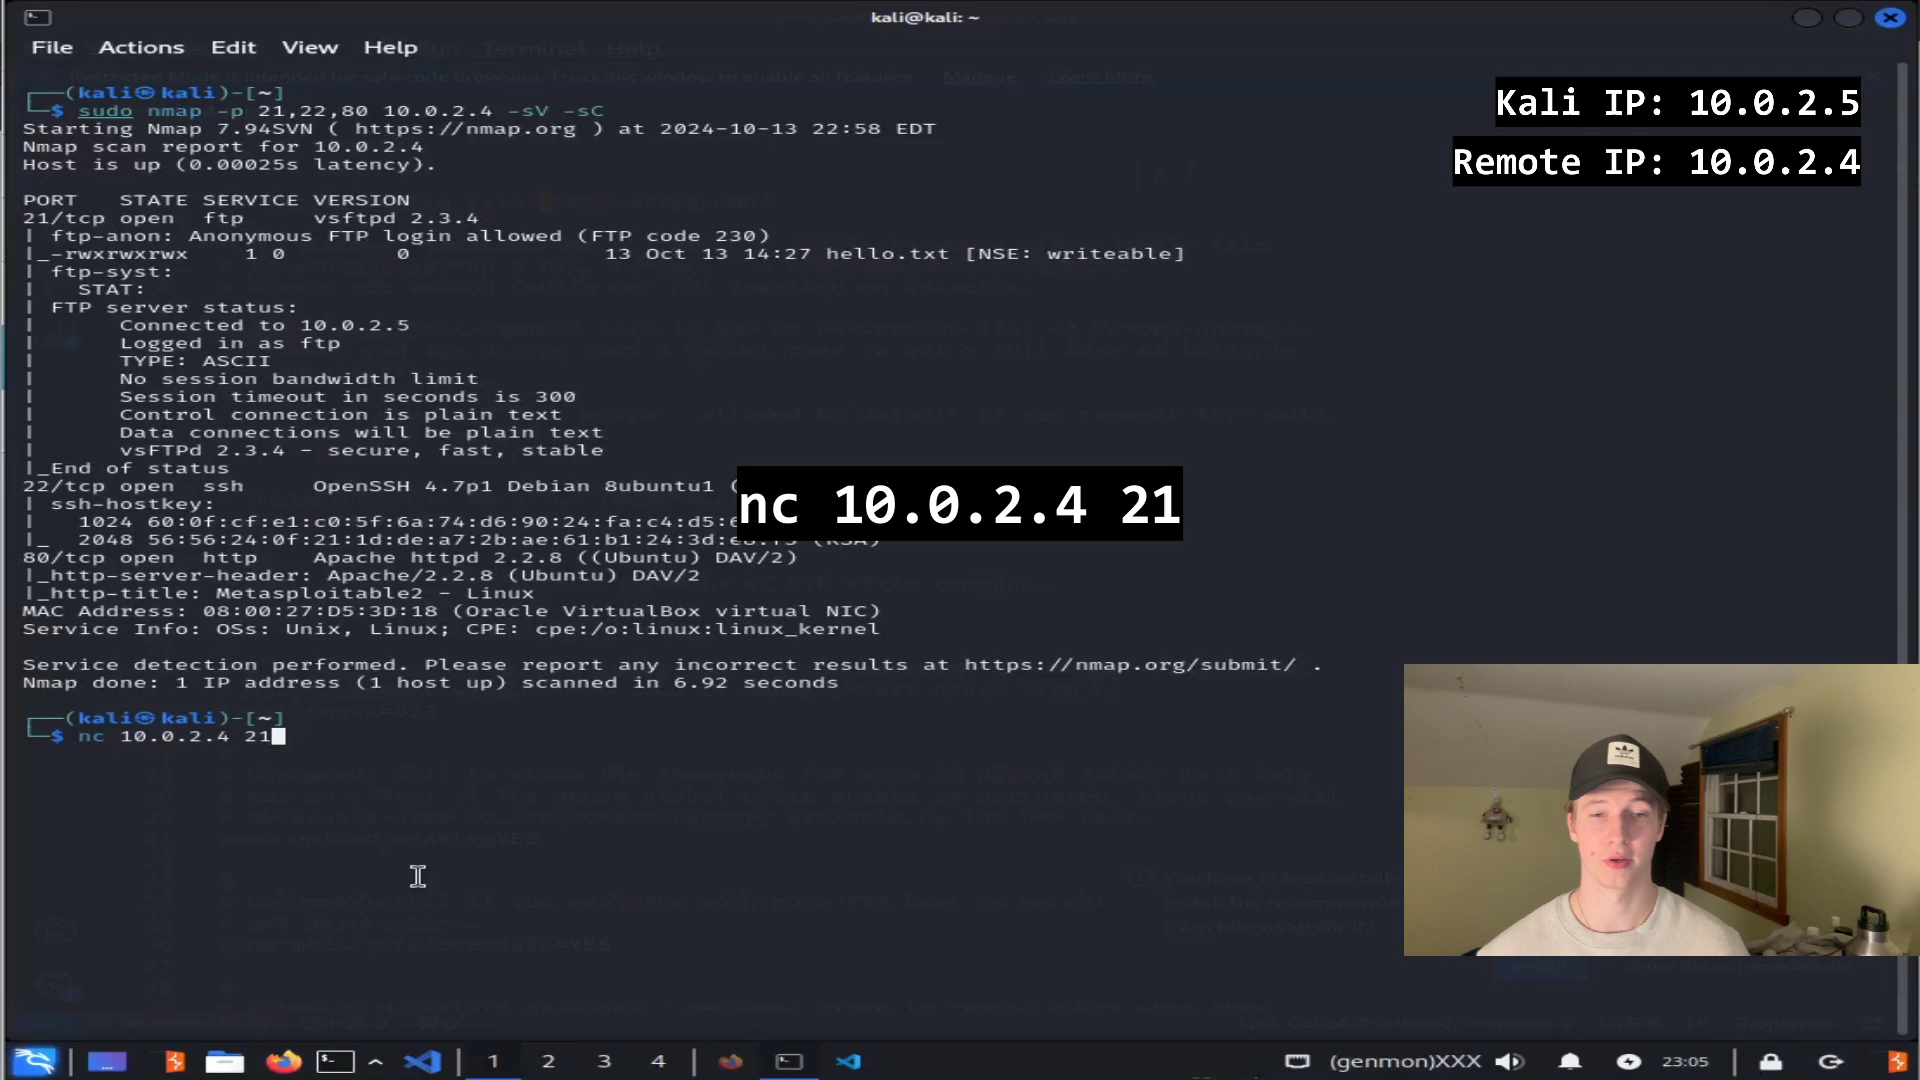 kali@kali: ~
File Actions Edit View Help
(kali㉿kali)-[~]
$ sudo nmap -p 21,22,80 10.0.2.4 -sV -sC
Starting Nmap 7.94SVN ( https://nmap.org ) at 2024-10-13 22:58 EDT
Nmap scan report for 10.0.2.4
Host is up (0.00025s latency).
PORT STATE SERVICE VERSION
21/tcp open ftp vsftpd 2.3.4
| ftp-anon: Anonymous FTP login allowed (FTP code 230)
|_-rwxrwxrwx 1 0 0 13 Oct 13 14:27 hello.txt [NSE: writeable]
| ftp-syst:
| STAT:
| FTP server status:
| Connected to 10.0.2.5
| Logged in as ftp
| TYPE: ASCII
| No session bandwidth limit
| Session timeout in seconds is 300
| Control connection is plain text
| Data connections will be plain text
| vsFTPd 2.3.4 - secure, fast, stable
|_End of status
22/tcp open ssh OpenSSH 4.7p1 Debian 8ubuntu1 (
| ssh-hostkey:
| 1024 60:0f:cf:e1:c0:5f:6a:74:d6:90:24:fa:c4:d5:
|_ 2048 56:56:24:0f:21:1d:de:a7:2b:ae:61:b1:24:3d:
80/tcp open http Apache httpd 2.2.8 ((Ubuntu) DAV/2)
|_http-server-header: Apache/2.2.8 (Ubuntu) DAV/2
|_http-title: Metasploitable2 - Linux
MAC Address: 08:00:27:D5:3D:18 (Oracle VirtualBox virtual NIC)
Service Info: OSs: Unix, Linux; CPE: cpe:/o:linux:linux_kernel
Service detection performed. Please report any incorrect results at https://nmap.org/submit/ .
Nmap done: 1 IP address (1 host up) scanned in 6.92 seconds
(kali㉿kali)-[~]
$ nc 10.0.2.4 21
Kali IP: 10.0.2.5
Remote IP: 10.0.2.4
nc 10.0.2.4 21
1 2 3 4 (genmon)XXX 23:05